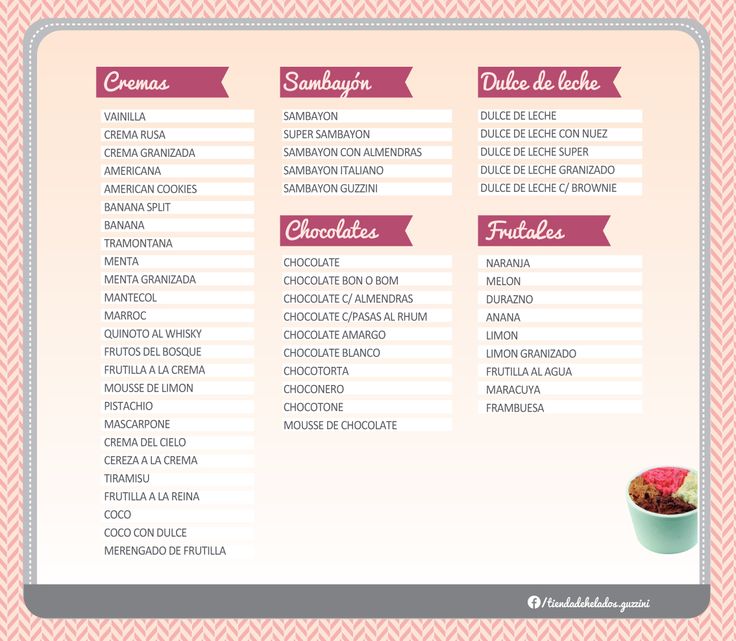 Cremas
VAINILLA
CREMA RUSA
CREMA GRANIZADA
AMERICANA
AMERICAN COOKIES
BANANA SPLIT
BANANA
TRAMONTANA
MENTA
MENTA GRANIZADA
MANTECOL
MARROC
QUINOTO AL WHISKY
FRUTOS DEL BOSQUE
FRUTILLA A LA CREMA
MOUSSE DE LIMON
PISTACHIO
MASCARPONE
CREMA DEL CIELO
CEREZA A LA CREMA
TIRAMISU
FRUTILLA A LA REINA
COCO
COCO CON DULCE
MERENGADO DE FRUTILLA
Sambayón
SAMBAYON
SUPER SAMBAYON
SAMBAYON CON ALMENDRAS
SAMBAYON ITALIANO
SAMBAYON GUZZINI
Chocolates
CHOCOLATE
CHOCOLATE BON O BOM
CHOCOLATE C/ ALMENDRAS
CHOCOLATE C/PASAS AL RHUM
CHOCOLATE AMARGO
CHOCOLATE BLANCO
CHOCOTORTA
CHOCONERO
CHOCOTONE
MOUSSE DE CHOCOLATE
Dulce de leche
DULCE DE LECHE
DULCE DE LECHE CON NUEZ
DULCE DE LECHE SUPER
DULCE DE LECHE GRANIZADO
DULCE DE LECHE C/ BROWNIE
FrutaLes
NARANJA
MELON
DURAZNO
ANANA
LIMON
LIMON GRANIZADO
FRUTILLA AL AGUA
MARACUYA
FRAMBUESA
f/tiendadehelados.guzzini